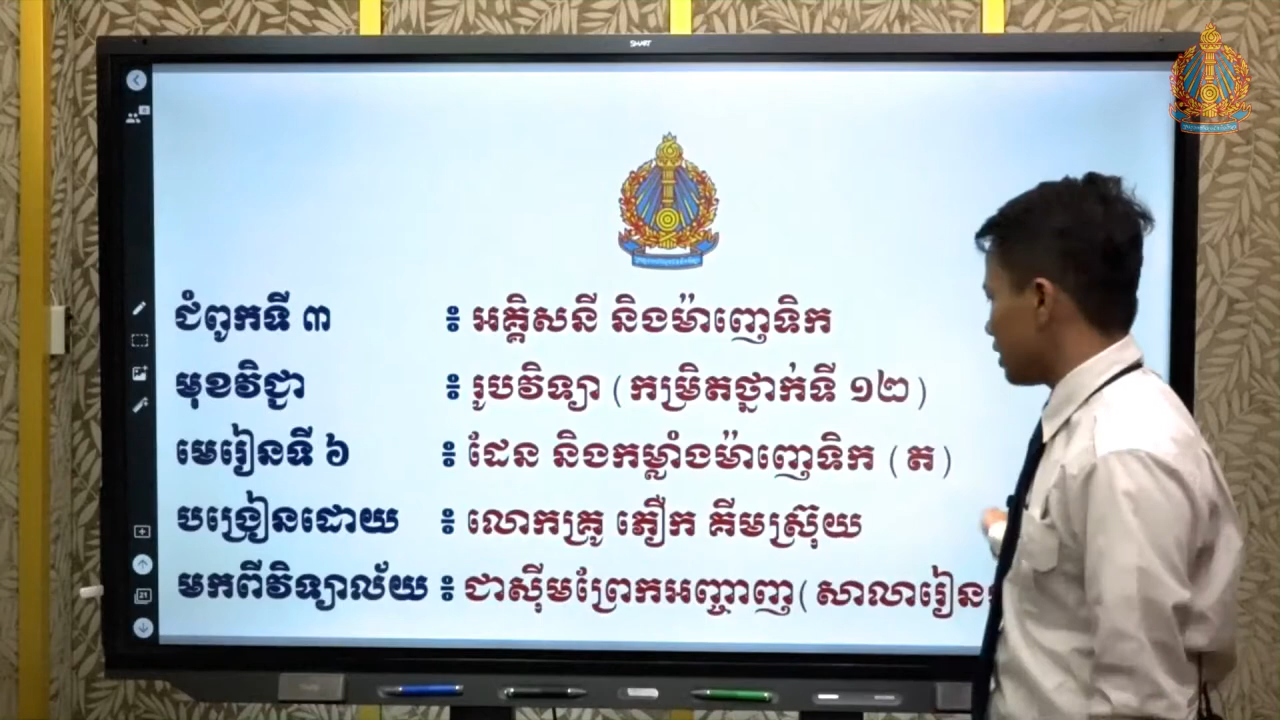 SMART
ជំពូកទី ៣ ៖ អគ្គិសនី និងម៉ាញេទិក
មុខវិជ្ជា ៖ រូបវិទ្យា (កម្រិតថ្នាក់ទី ១២)
មេរៀនទី ៦ ៖ ដែន និងកម្លាំងម៉ាញេទិក (ត)
បង្រៀនដោយ ៖ លោកគ្រូ ភឿក គីមស្រ៊ុយ
មកពីវិទ្យាល័យ ៖ ជាស៊ីមព្រែកអញ្ចាញ(សាលារៀន
21